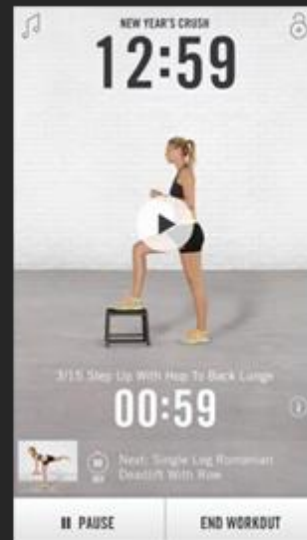 NEW YEAR'S CRUSH
12:59
3/15 Step Up With Hop To Back Lunge
00:59
Next: Single Leg Romanian
Deadlift With Row
PAUSE
END WORKOUT